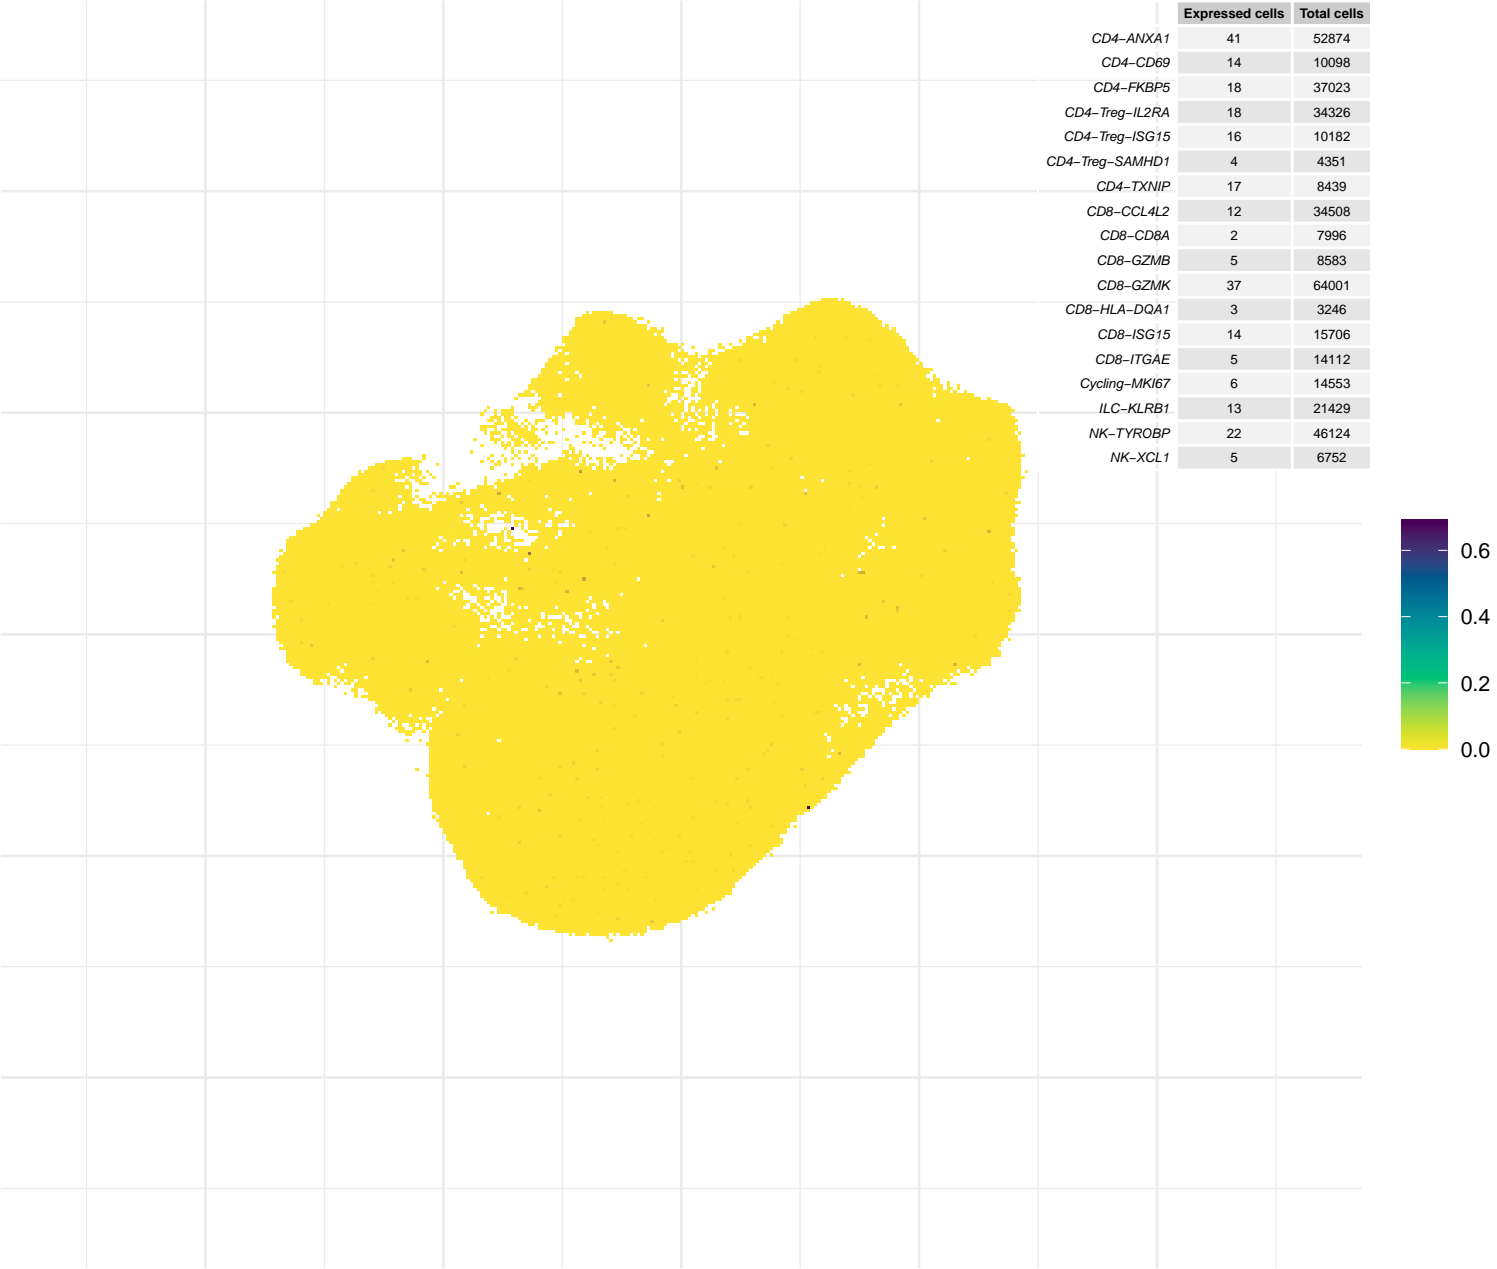 Expressed cells Total cells
CD4−ANXA1 41 52874
CD4−CD69 14 10098
CD4−FKBP5 18 37023
CD4−Treg−IL2RA 18 34326
CD4−Treg−ISG15 16 10182
CD4−Treg−SAMHD1 4 4351
CD4−TXNIP 17 8439
CD8−CCL4L2 12 34508
CD8−CD8A 2 7996
CD8−GZMB 5 8583
CD8−GZMK 37 64001
CD8−HLA−DQA1 3 3246
CD8−ISG15 14 15706
CD8−ITGAE 5 14112
Cycling−MKI67 6 14553
ILC−KLRB1 13 21429
NK−TYROBP 22 46124
NK−XCL1 5 6752
0.6
0.4
0.2
0.0